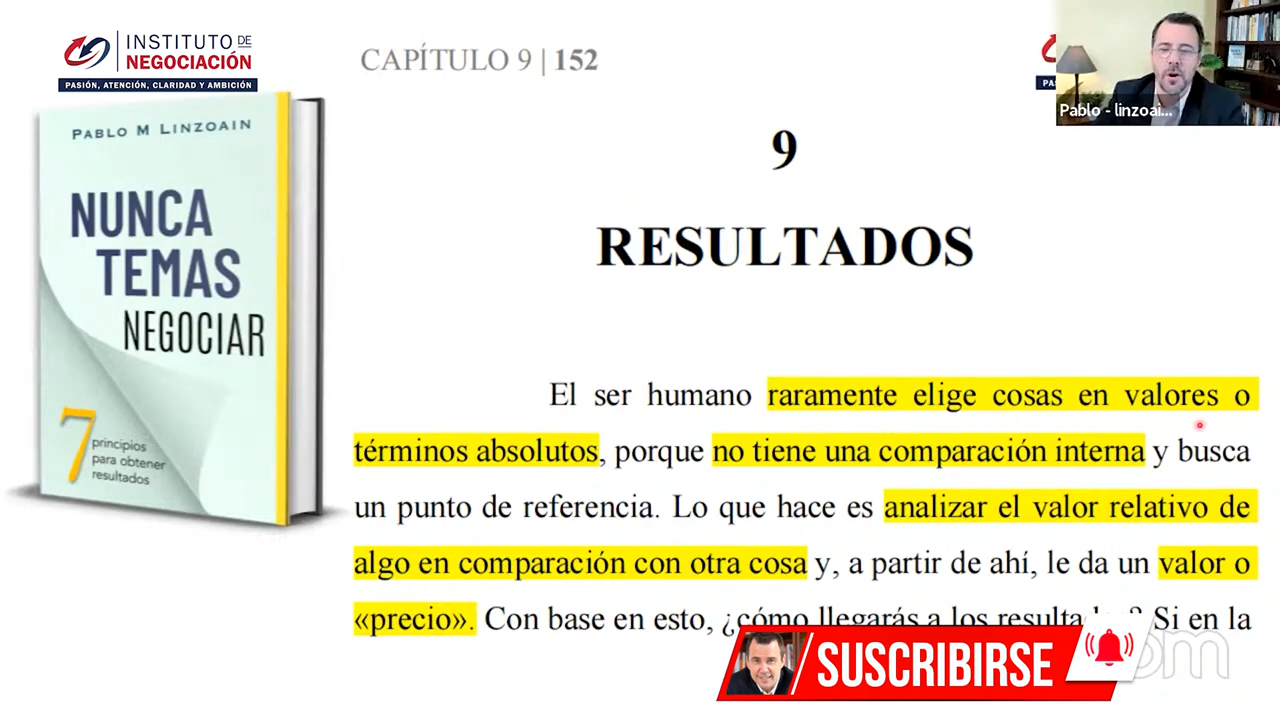 INSTITUTO DE
NEGOCIACIÓN
PASIÓN, ATENCIÓN, CLARIDAD Y AMBICIÓN
PABLO M LINZOAIN
NUNCA
TEMAS
NEGOCIAR
7
principios
para obtener
resultados
CAPÍTULO 9 | 152
9
RESULTADOS
El ser humano raramente elige cosas en valores o
términos absolutos, porque no tiene una comparación interna y busca
un punto de referencia. Lo que hace es analizar el valor relativo de
algo en comparación con otra cosa y, a partir de ahí, le da un valor o
«precio». Con base en esto, ¿cómo llegarás a los Si en la
PA
Pablo - linzoai...
SUSCRIBIRSE
om